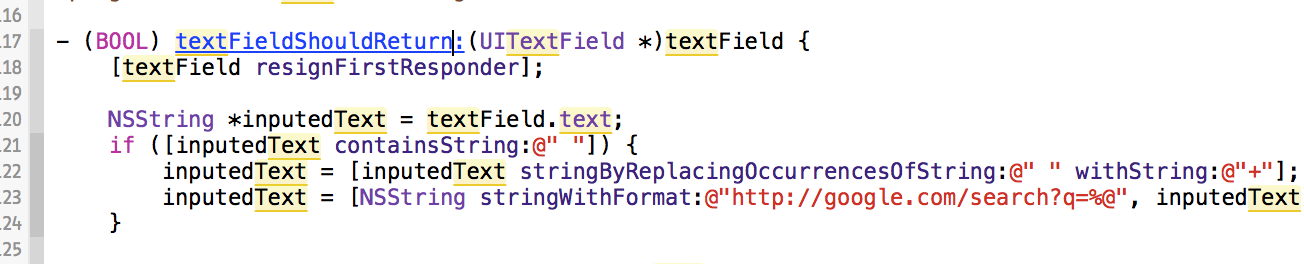 .16
.17 - (BOOL) textFieldShouldReturn:(UITextField *)textField {
.18 [textField resignFirstResponder];
.19
.20 NSString *inputedText = textField.text;
.21 if ([inputedText containsString:@" "]) {
.22 inputedText = [inputedText stringByReplacingOccurrencesOfString:@" " withString:@"+"];
.23 inputedText = [NSString stringWithFormat:@"http://google.com/search?q=%@", inputedText
.24 }
.25